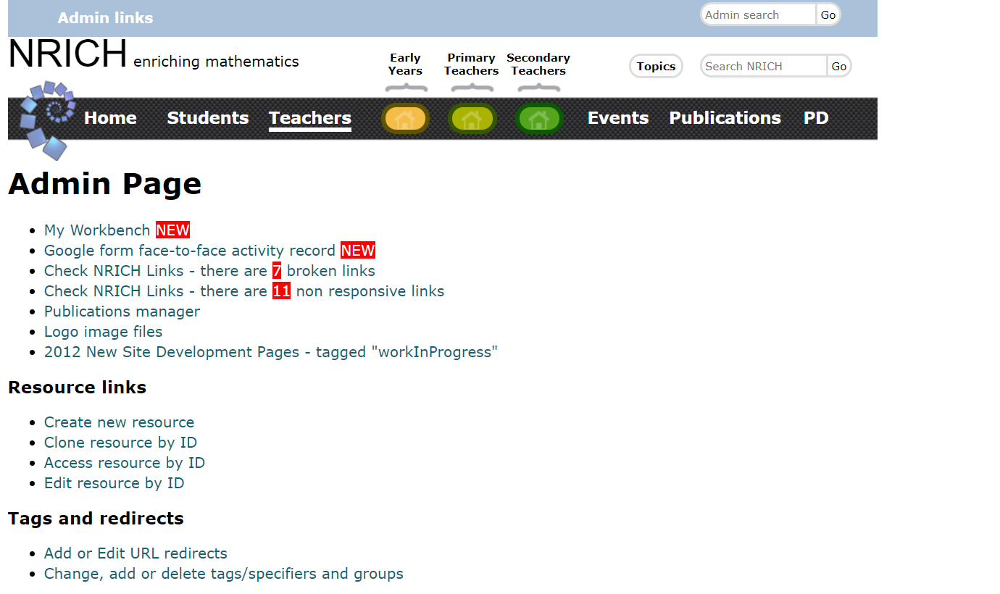 Admin links
Admin search Go
NRICH enriching mathematics
Early Years
Primary Teachers
Secondary Teachers
Topics
Search NRICH Go
Home Students Teachers Events Publications PD
Admin Page
My Workbench NEW
Google form face-to-face activity record NEW
Check NRICH Links - there are 7 broken links
Check NRICH Links - there are 11 non responsive links
Publications manager
Logo image files
2012 New Site Development Pages - tagged "workInProgress"
Resource links
Create new resource
Clone resource by ID
Access resource by ID
Edit resource by ID
Tags and redirects
Add or Edit URL redirects
Change, add or delete tags/specifiers and groups